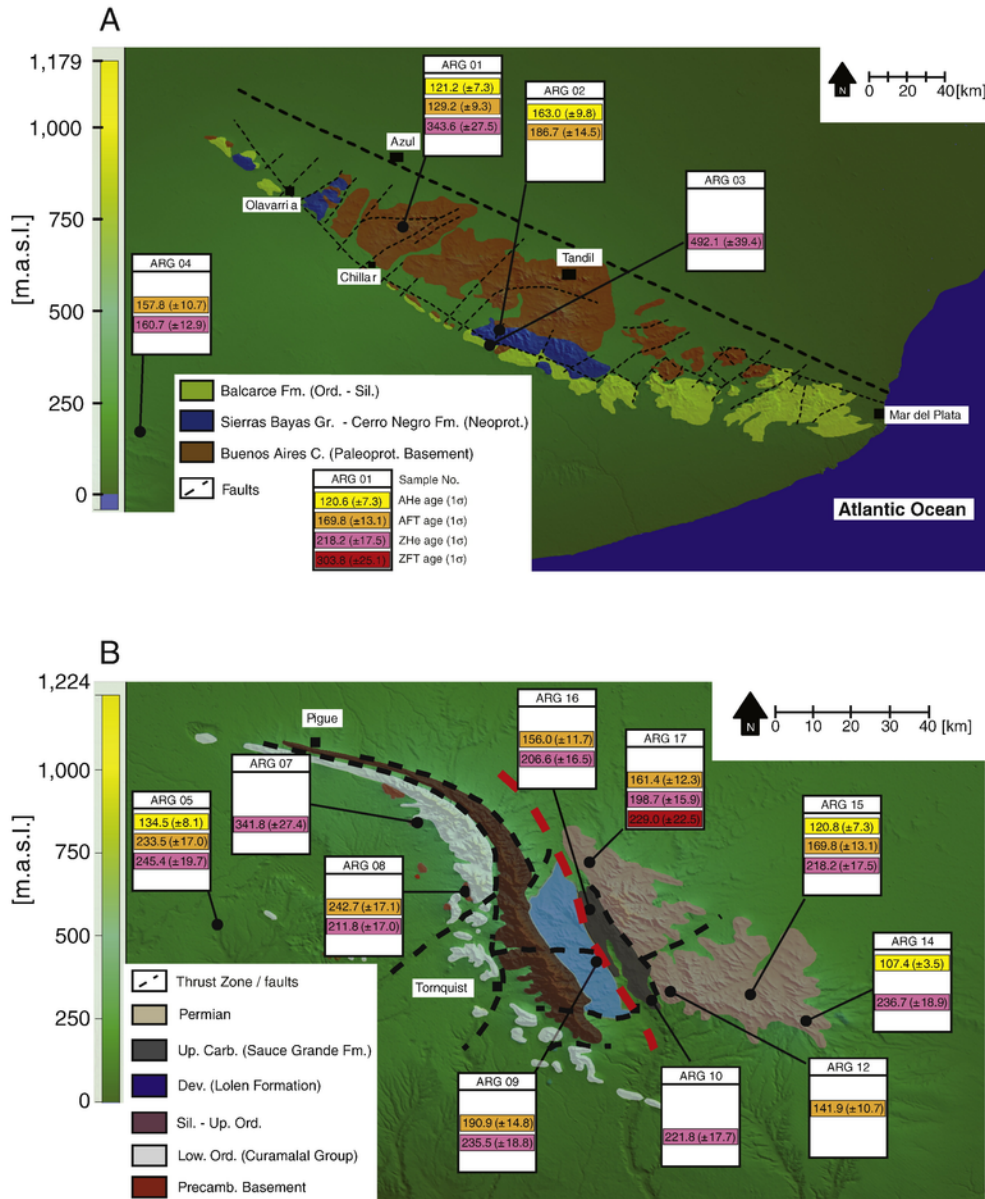 A
1,179
1,000
750
500
250
0
[m.a.s.l.]
N
0 20 40[km]
ARG 01
121.2 (±7.3)
129.2 (±9.3)
343.6 (±27.5)
ARG 02
163.0 (±9.8)
186.7 (±14.5)
ARG 03
492.1 (±39.4)
ARG 04
157.8 (±10.7)
160.7 (±12.9)
Azul
Olavarria
Chillar
Tandil
Mar del Plata
Atlantic Ocean
Balcarce Fm. (Ord. - Sil.)
Sierras Bayas Gr. - Cerro Negro Fm. (Neoprot.)
Buenos Aires C. (Paleoprot. Basement)
Faults
ARG 01 Sample No.
120.6 (±7.3) AHe age (1σ)
169.8 (±13.1) AFT age (1σ)
218.2 (±17.5) ZHe age (1σ)
303.8 (±25.1) ZFT age (1σ)
B
1,224
1,000
750
500
250
0
[m.a.s.l.]
N
0 10 20 30 40 [km]
Pigue
Tornquist
ARG 16
156.0 (±11.7)
206.6 (±16.5)
ARG 17
161.4 (±12.3)
198.7 (±15.9)
229.0 (±22.5)
ARG 07
341.8 (±27.4)
ARG 05
134.5 (±8.1)
233.5 (±17.0)
245.4 (±19.7)
ARG 15
120.8 (±7.3)
169.8 (±13.1)
218.2 (±17.5)
ARG 08
242.7 (±17.1)
211.8 (±17.0)
ARG 14
107.4 (±3.5)
236.7 (±18.9)
ARG 12
141.9 (±10.7)
ARG 10
221.8 (±17.7)
ARG 09
190.9 (±14.8)
235.5 (±18.8)
Thrust Zone / faults
Permian
Up. Carb. (Sauce Grande Fm.)
Dev. (Lolen Formation)
Sil. - Up. Ord.
Low. Ord. (Curamalal Group)
Precamb. Basement